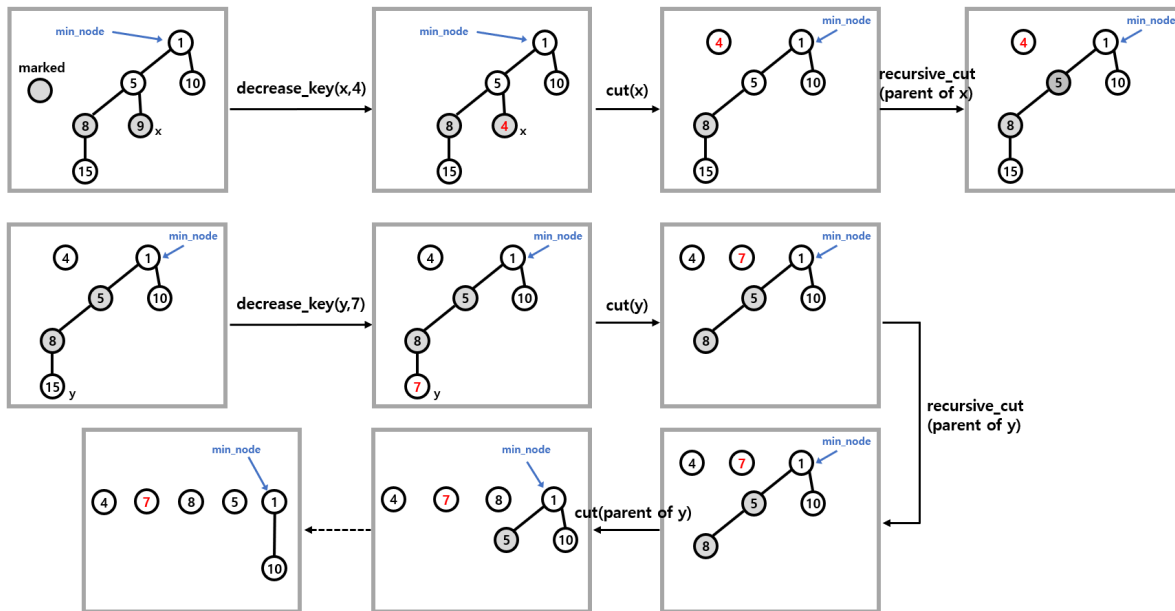 min_node
1
marked
5
10
8
9
x
15
decrease_key(x,4)
min_node
1
5
10
8
4
x
15
cut(x)
4
1
min_node
5
10
8
15
recursive_cut
(parent of x)
4
1
min_node
5
10
8
15
4
1
min_node
5
10
8
15
y
decrease_key(y,7)
4
1
min_node
5
10
8
7
y
cut(y)
4
7
1
min_node
5
10
8
recursive_cut
(parent of y)
4
7
1
min_node
5
10
8
cut(parent of y)
min_node
4
7
8
1
5
10
min_node
4
7
8
5
1
10